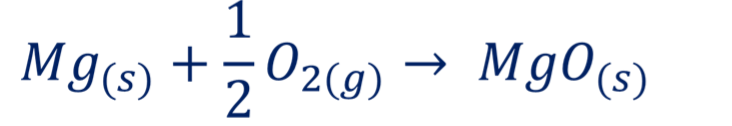 Mg(s) + 1/2 O2(g) → MgO(s)